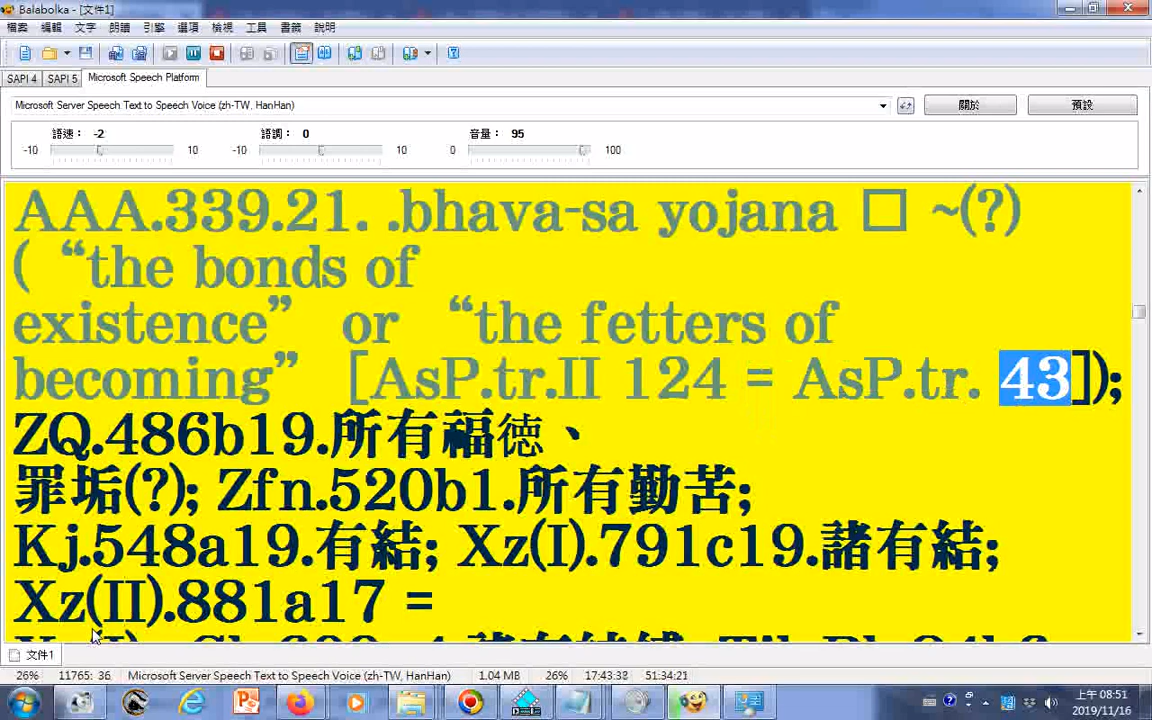 Balabolka - [文件1]
檔案 編輯 文字 朗讀 引擎 選項 檢視 工具 書籤 說明
SAPI 4 SAPI 5 Microsoft Speech Platform
Microsoft Server Speech Text to Speech Voice (zh-TW, HanHan) 關於 預設
語速： -2 語調： 0 音量： 95
-10 10 -10 10 0 100
AAA.339.21. .bhava-sa yojana □ ~(?)
(“the bonds of
existence” or “the fetters of
becoming” [AsP.tr.II 124 = AsP.tr. 43]);
ZQ.486b19.所有福德、
罪垢(?); Zfn.520b1.所有勤苦;
Kj.548a19.有結; Xz(I).791c19.諸有結;
Xz(II).881a17 =
文件1
26% 11765: 36 Microsoft Server Speech Text to Speech Voice (zh-TW, HanHan) 1.04 MB 26% 17:43:38 51:34:21
上午 08:51
2019/11/16